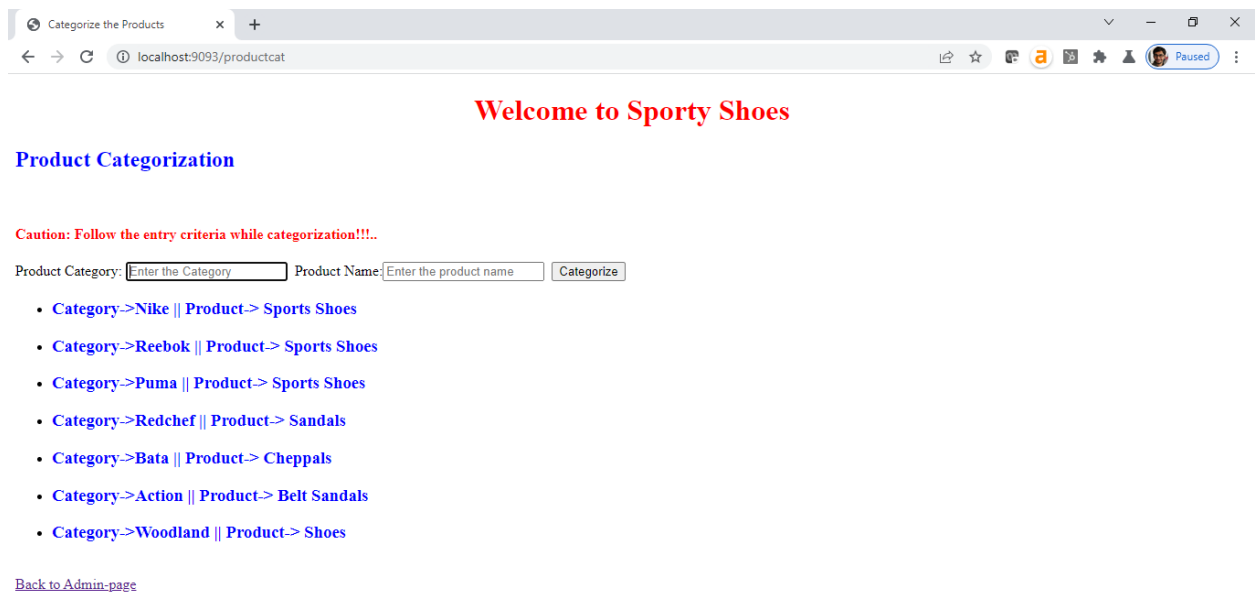 Categorize the Products
localhost:9093/productcat
Paused
Welcome to Sporty Shoes
Product Categorization
Caution: Follow the entry criteria while categorization!!!..
Product Category: Enter the Category Product Name:Enter the product name Categorize
Category->Nike || Product-> Sports Shoes
Category->Reebok || Product-> Sports Shoes
Category->Puma || Product-> Sports Shoes
Category->Redchef || Product-> Sandals
Category->Bata || Product-> Cheppals
Category->Action || Product-> Belt Sandals
Category->Woodland || Product-> Shoes
Back to Admin-page